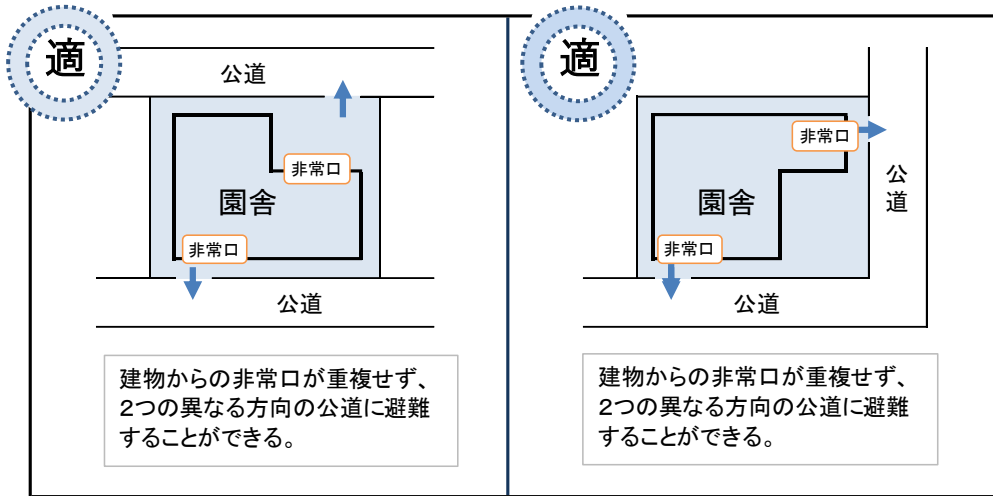 適
公道
非常口
園舎
非常口
公道
建物からの非常口が重複せず、
２つの異なる方向の公道に避難
することができる。
適
非常口
公道
園舎
非常口
公道
建物からの非常口が重複せず、
２つの異なる方向の公道に避難
することができる。